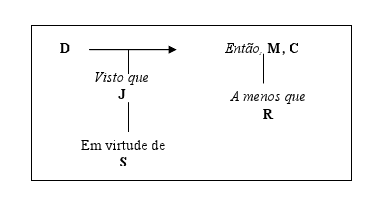 D Então, M, C
Visto que
J
A menos que
R
Em virtude de
S